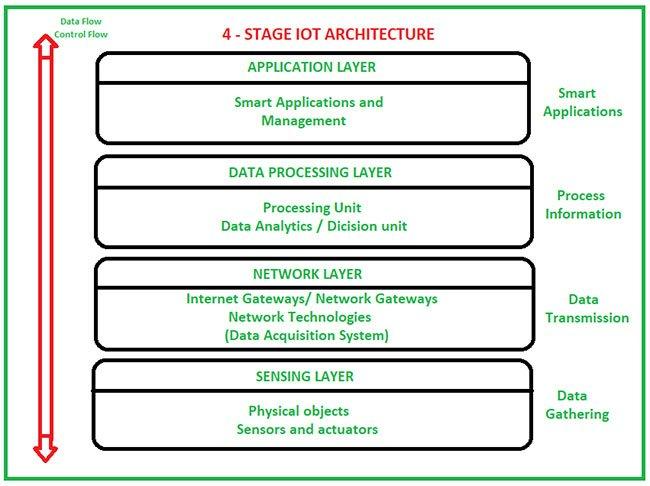 Data Flow
Control Flow
4 - STAGE IOT ARCHITECTURE
APPLICATION LAYER
Smart Applications and
Management
Smart
Applications
DATA PROCESSING LAYER
Processing Unit
Data Analytics / Dicision unit
Process
Information
NETWORK LAYER
Internet Gateways/ Network Gateways
Network Technologies
(Data Acquisition System)
Data
Transmission
SENSING LAYER
Physical objects
Sensors and actuators
Data
Gathering